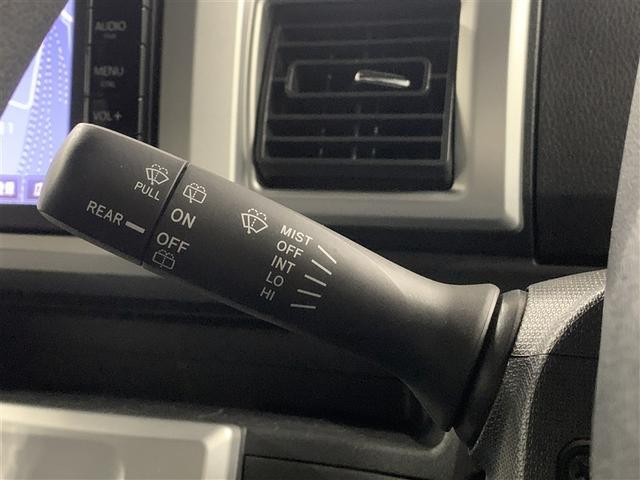 AUDIO
MENU
VOL+
PULL
REAR
ON
OFF
MIST
OFF
INT
LO
HI